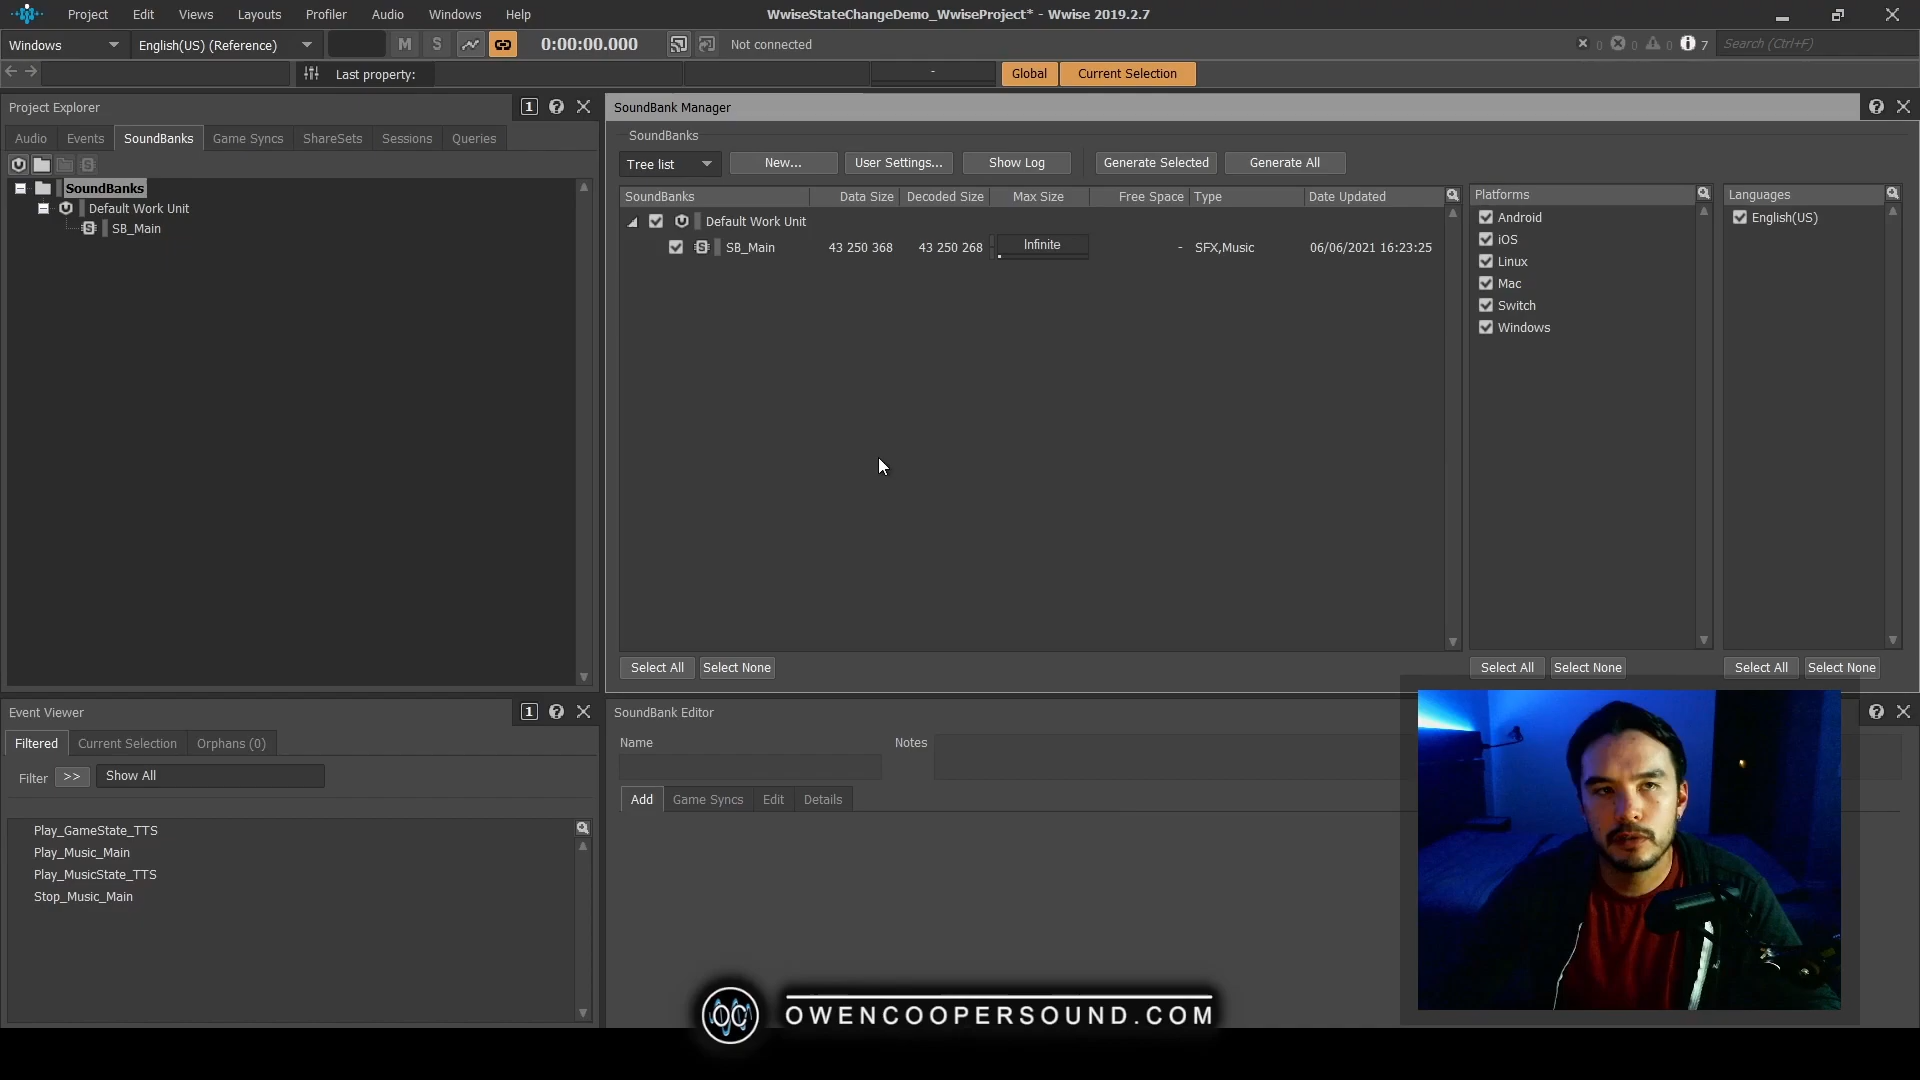 Project Edit Views Layouts Profiler Audio Windows Help
WwiseStateChangeDemo_WwiseProject* - Wwise 2019.2.7
Windows English(US) (Reference) M S 0:00:00.000 Not connected
0 0 0 7 Search (Ctrl+F)
Last property: - Global Current Selection
Project Explorer 1
Audio Events SoundBanks Game Syncs ShareSets Sessions Queries
SoundBanks
Default Work Unit
SB_Main
SoundBank Manager
SoundBanks
Tree list New... User Settings... Show Log Generate Selected Generate All
SoundBanks Data Size Decoded Size Max Size Free Space Type Date Updated
Default Work Unit
SB_Main 43 250 368 43 250 268 Infinite - SFX,Music 06/06/2021 16:23:25
Select All Select None
Platforms
Android
iOS
Linux
Mac
Switch
Windows
Select All Select None
Languages
English(US)
Select All Select None
Event Viewer 1
Filtered Current Selection Orphans (0)
Filter >> Show All
Play_GameState_TTS
Play_Music_Main
Play_MusicState_TTS
Stop_Music_Main
SoundBank Editor
Name Notes
Add Game Syncs Edit Details
OC OWENCOOPERSOUND.COM